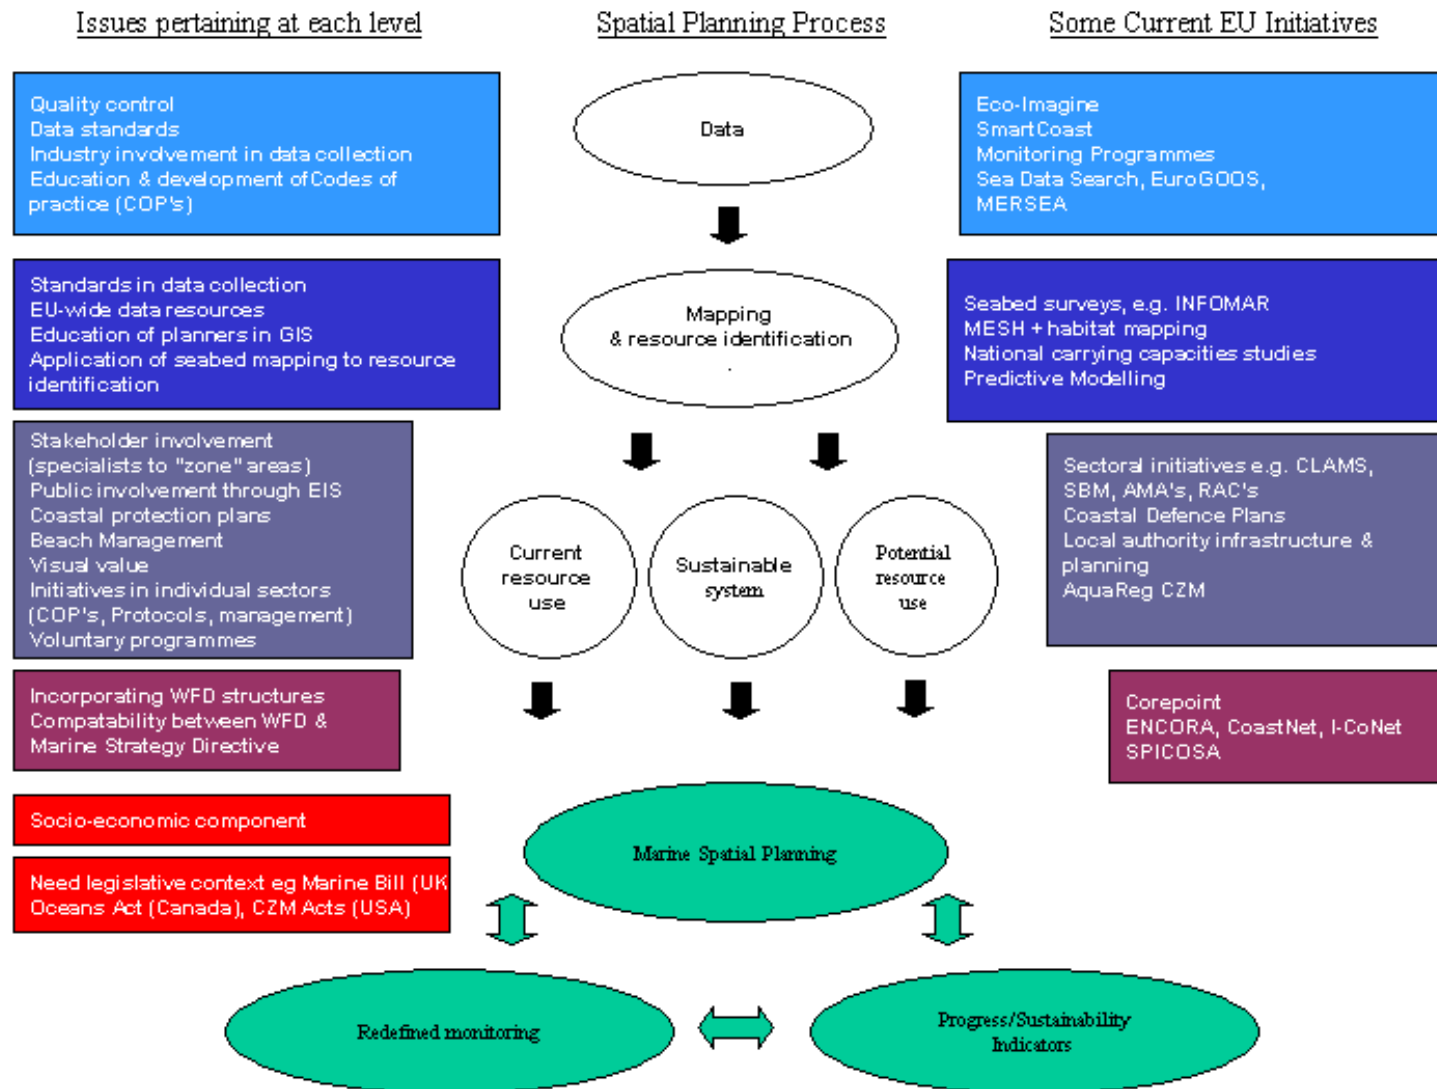 Issues pertaining at each level
Spatial Planning Process
Some Current EU Initiatives
Quality control
Data standards
Industry involvement in data collection
Education & development of Codes of
practice (COP's)
Data
Eco-Imagine
SmartCoast
Monitoring Programmes
Sea Data Search, EuroGOOS,
MERSEA
Standards in data collection
EU-wide data resources
Education of planners in GIS
Application of seabed mapping to resource
identification
Mapping
& resource identification
.
Seabed surveys, e.g. INFOMAR
MESH + habitat mapping
National carrying capacities studies
Predictive Modelling
Stakeholder involvement
(specialists to "zone" areas)
Public involvement through EIS
Coastal protection plans
Beach Management
Visual value
Initiatives in individual sectors
(COP's, Protocols, management)
Voluntary programmes
Current
resource
use
Sustainable
system
Potential
resource
use
Sectoral initiatives e.g. CLAMS,
SBM, AMA's, RAC's
Coastal Defence Plans
Local authority infrastructure &
planning
AquaReg CZM
Incorporating WFD structures
Compatability between WFD &
Marine Strategy Directive
Corepoint
ENCORA, CoastNet, I-CoNet
SPICOSA
Socio-economic component
Need legislative context eg Marine Bill (UK
Oceans Act (Canada), CZM Acts (USA)
Marine Spatial Planning
Redefined monitoring
Progress/Sustainability
Indicators